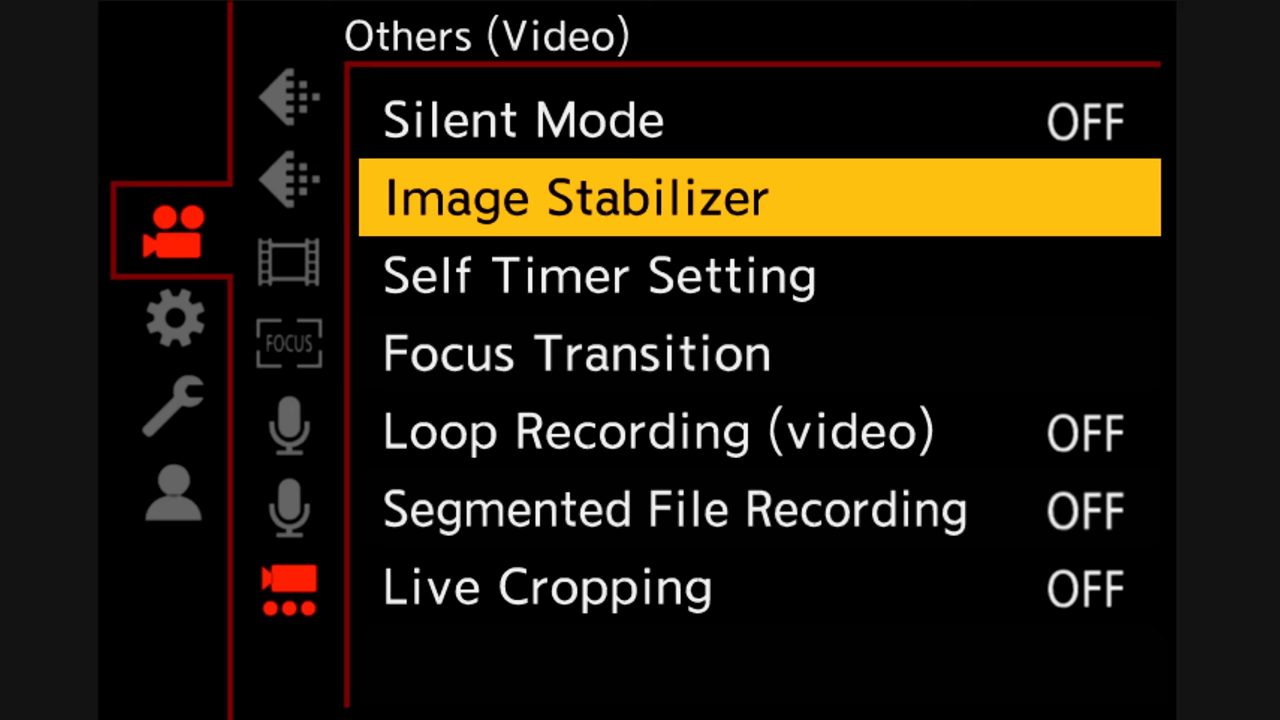 Others (Video)
Silent Mode OFF
Image Stabilizer
Self Timer Setting
FOCUS
Focus Transition
Loop Recording (video) OFF
Segmented File Recording OFF
Live Cropping OFF